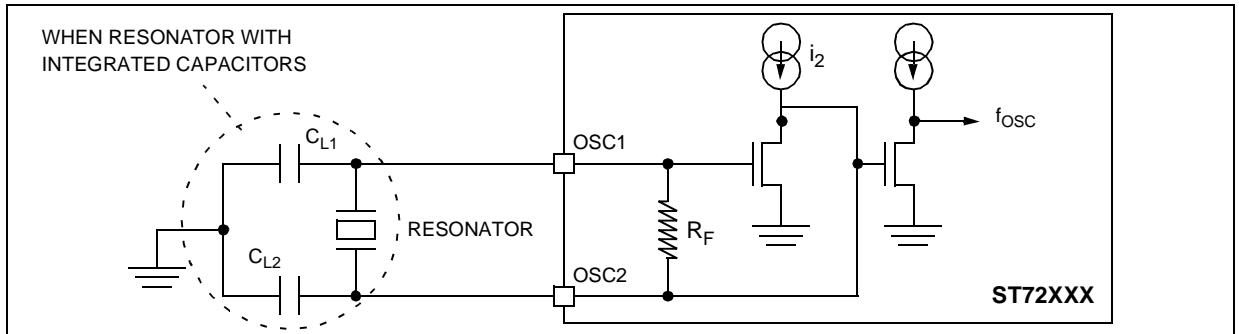 WHEN RESONATOR WITH
INTEGRATED CAPACITORS
i2
fOSC
CL1
OSC1
RESONATOR
RF
CL2
OSC2
ST72XXX